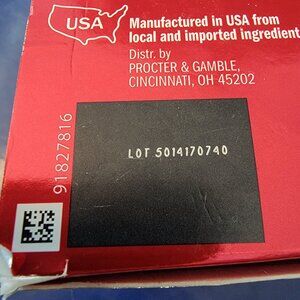 USA
Manufactured in USA from
local and imported ingredient
Distr. by
PROCTER & GAMBLE,
CINCINNATI, OH 45202
LOT 5014170740
91827816